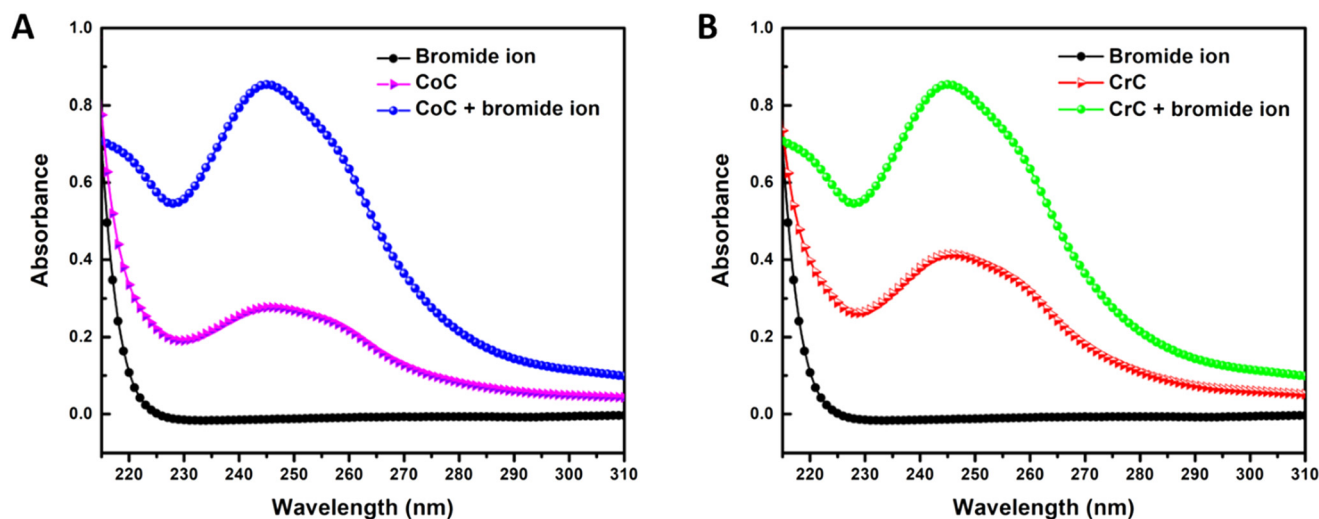 A
1.0
0.8
0.6
0.4
0.2
0.0
Absorbance
Bromide ion
CoC
CoC + bromide ion
220 230 240 250 260 270 280 290 300 310
Wavelength (nm)
B
1.0
0.8
0.6
0.4
0.2
0.0
Absorbance
Bromide ion
CrC
CrC + bromide ion
220 230 240 250 260 270 280 290 300 310
Wavelength (nm)